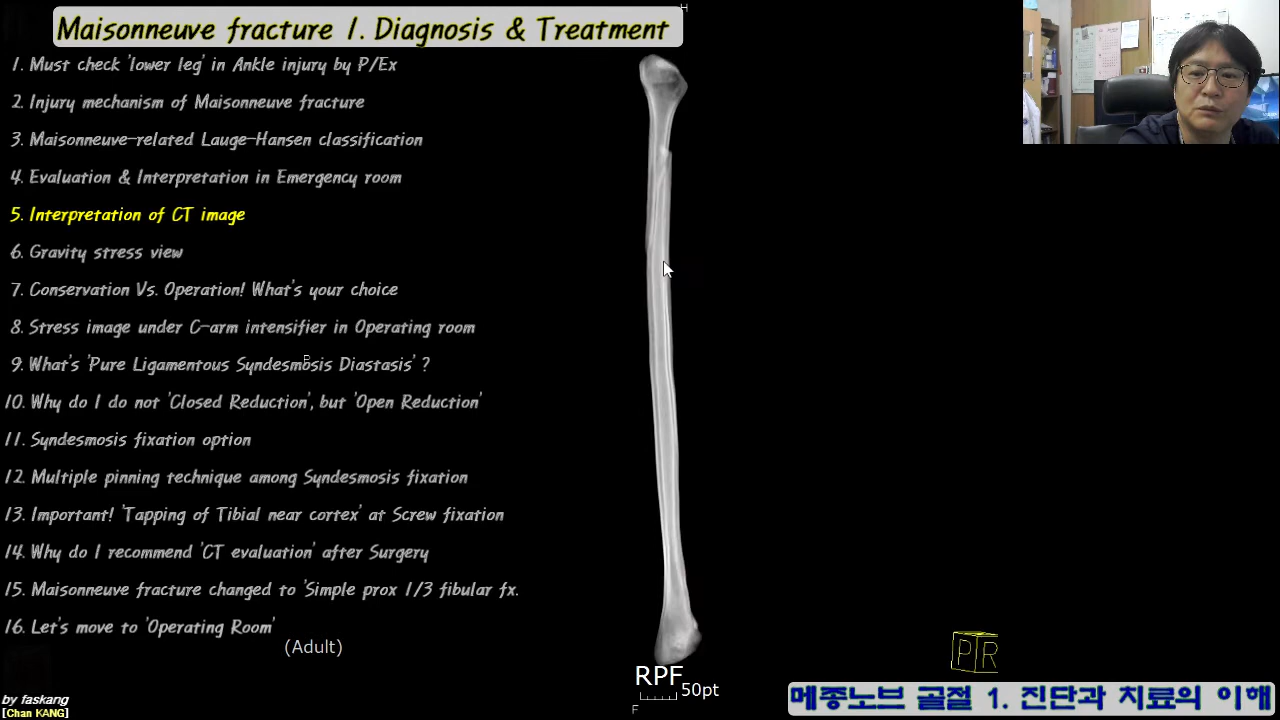 Maisonneuve fracture 1. Diagnosis & Treatment
1. Must check 'lower leg' in Ankle injury by P/Ex
2. Injury mechanism of Maisonneuve fracture
3. Maisonneuve-related Lauge-Hansen classification
4. Evaluation & Interpretation in Emergency room
5. Interpretation of CT image
6. Gravity stress view
7. Conservation Vs. Operation! What's your choice
8. Stress image under C-arm intensifier in Operating room
9. What's 'Pure Ligamentous Syndesmosis Diastasis' ?
10. Why do I do not 'Closed Reduction', but 'Open Reduction'
11. Syndesmosis fixation option
12. Multiple pinning technique among Syndesmosis fixation
13. Important! 'Tapping of Tibial near cortex' at Screw fixation
14. Why do I recommend 'CT evaluation' after Surgery
15. Maisonneuve fracture changed to 'Simple prox 1/3 fibular fx.
16. Let's move to 'Operating Room'
(Adult)
by faskang
[Chan KANG]
H
RPF
50pt
F
P R
메종노브 골절 1. 진단과 치료의 이해